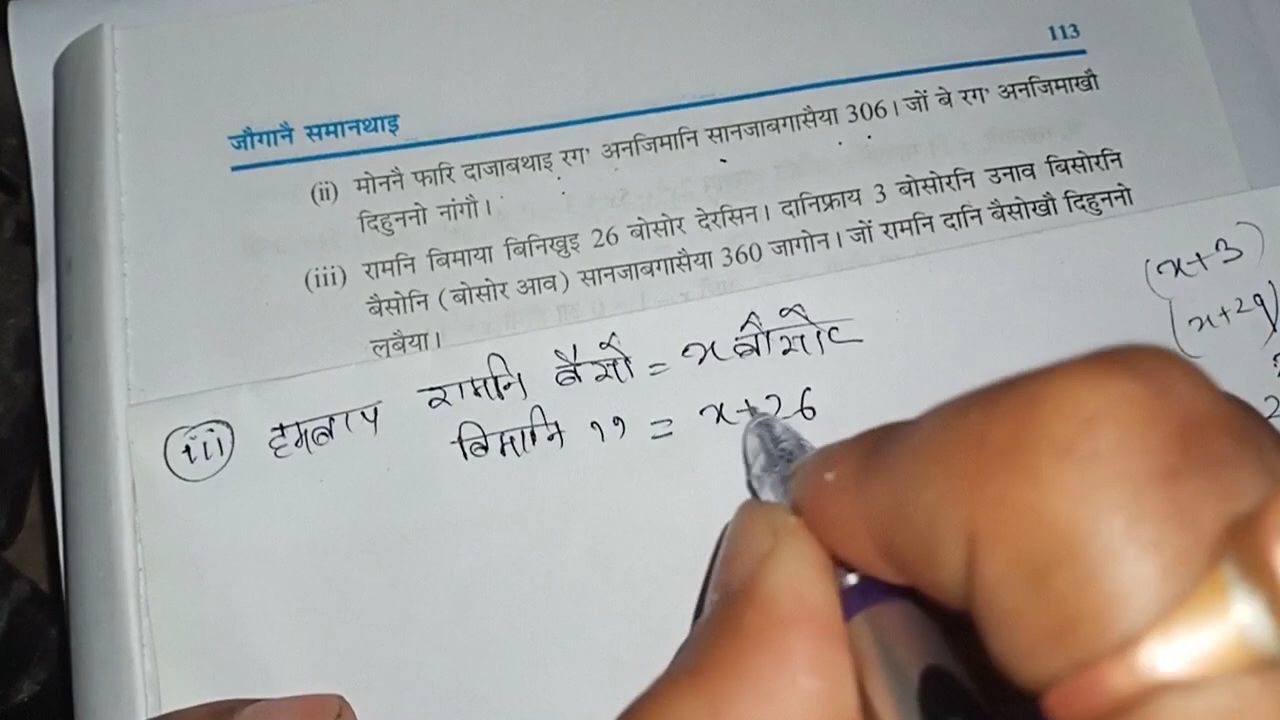 113
जौगानै समानथाइ
(ii) मोननै फारि दाजाबथाइ रग' अनजिमानि सानजाबगासैया 306। जों बे रग' अनजिमाखौ
दिहुननो नांगौ।
(iii) रामनि बिमाया बिनिखुइ 26 बोसोर देरसिन। दानिफ्राय 3 बोसोरनि उनाव बिसोरनि
बैसोनि (बोसोर आव) सानजाबगासैया 360 जागोन। जों रामनि दानि बैसोखौ दिहुननो
लबैया।
(x+3)
(x+29)
(iii) रामनि बैसो = x बोसोर
बिमानि ,, = x+26